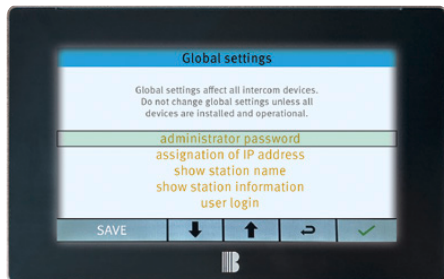 Global settings
Global settings affect all intercom devices.
Do not change global settings unless all
devices are installed and operational.
administrator password
assignation of IP address
show station name
show station information
user login
SAVE